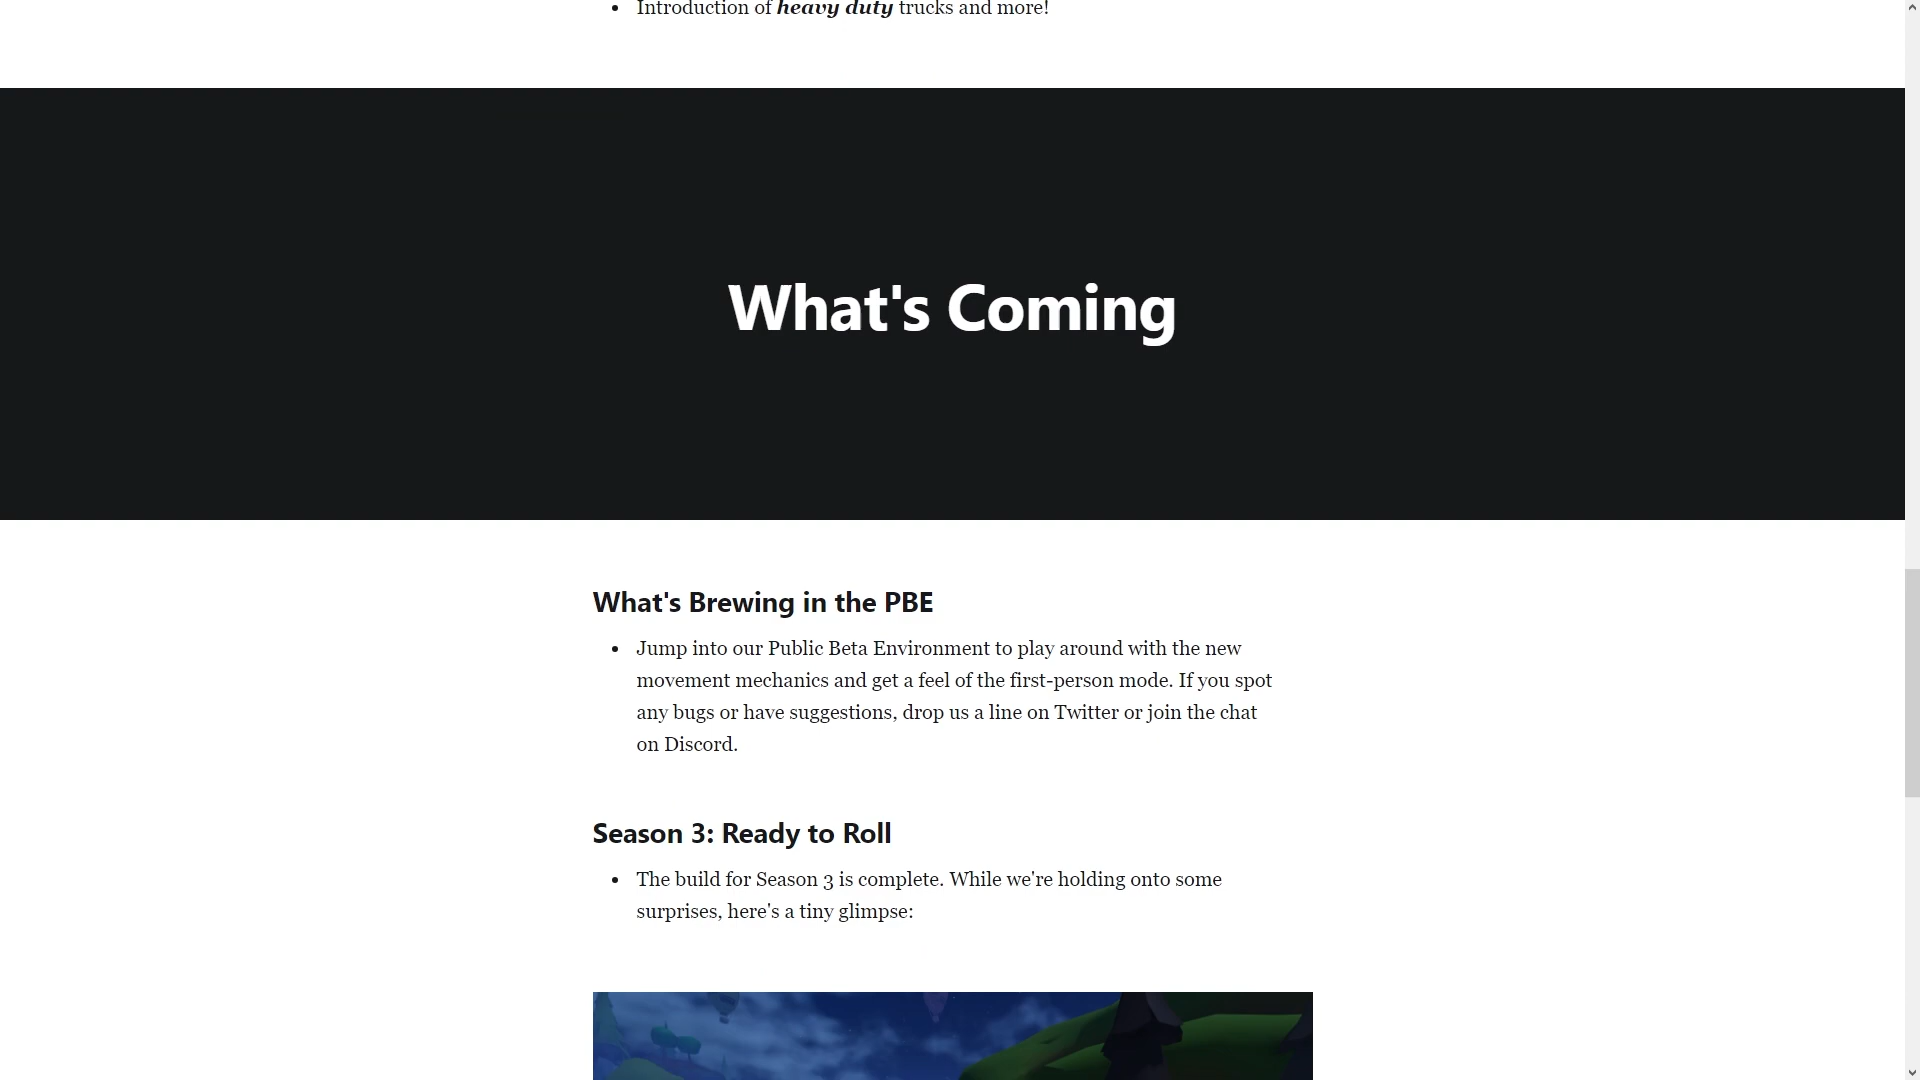 • Introduction of heavy duty trucks and more!
What's Coming
What's Brewing in the PBE
• Jump into our Public Beta Environment to play around with the new
movement mechanics and get a feel of the first-person mode. If you spot
any bugs or have suggestions, drop us a line on Twitter or join the chat
on Discord.
Season 3: Ready to Roll
• The build for Season 3 is complete. While we're holding onto some
surprises, here's a tiny glimpse: